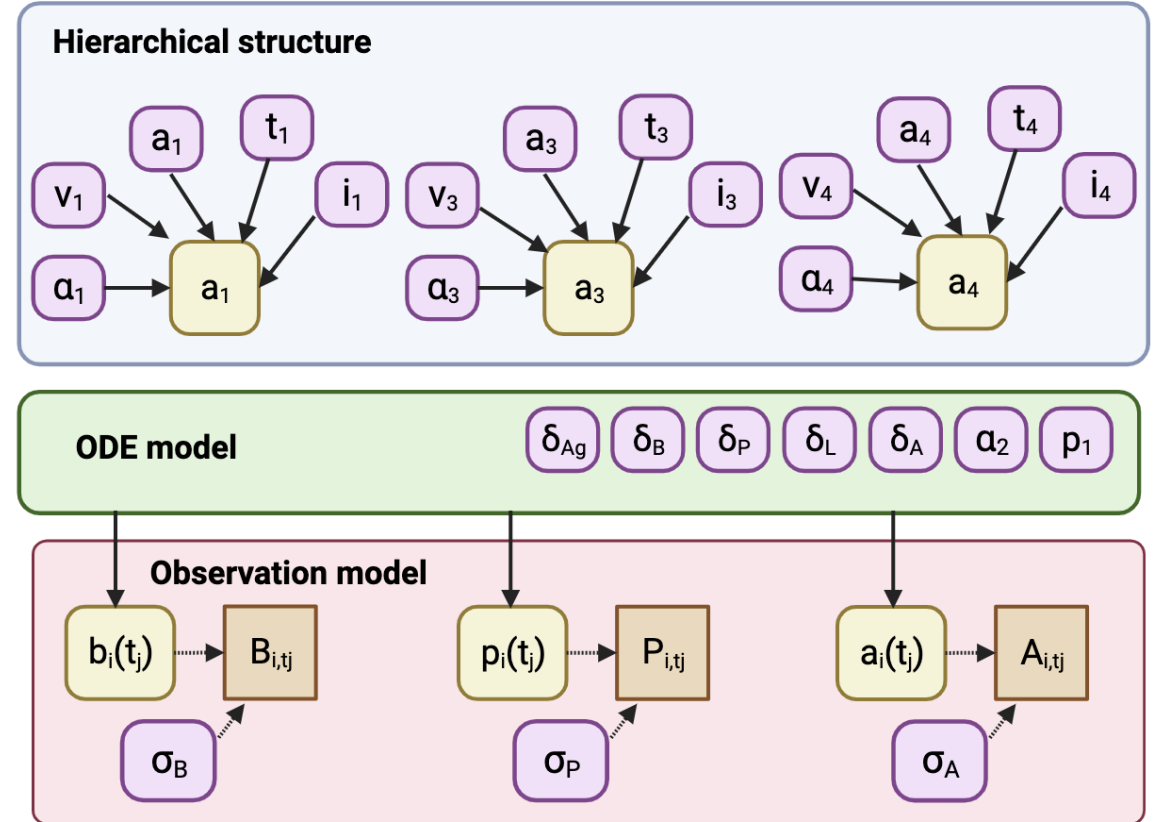 Hierarchical structure
v₁ a₁ t₁ i₁
α₁ a₁
v₃ a₃ t₃ i₃
α₃ a₃
v₄ a₄ t₄ i₄
α₄ a₄
ODE model
δAg δB δP δL δA α₂ p₁
Observation model
bᵢ(tⱼ) Bi,tj
pᵢ(tⱼ) Pi,tj
aᵢ(tⱼ) Ai,tj
σB
σP
σA